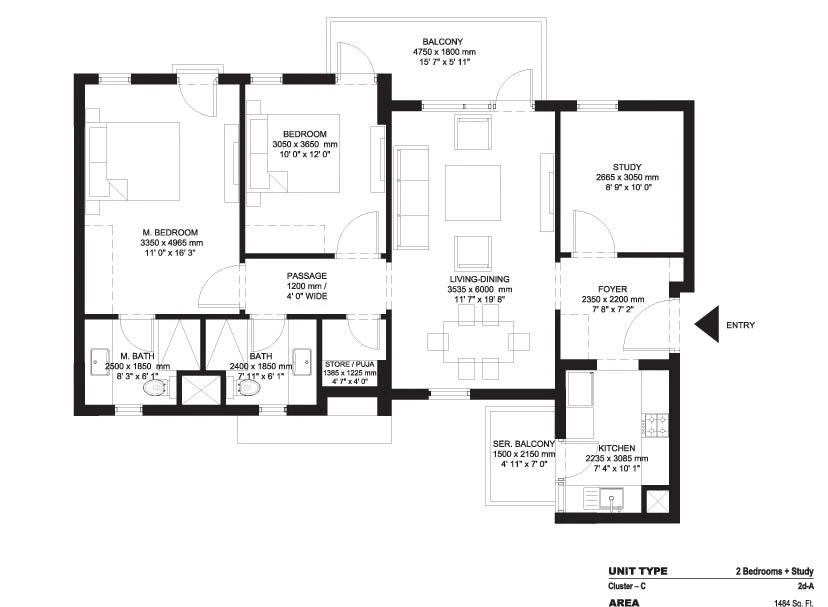 BALCONY
4750 x 1800 mm
15' 7" x 5' 11"
BEDROOM
3050 x 3650 mm
10' 0" x 12' 0"
STUDY
2665 x 3050 mm
8' 9" x 10' 0"
M. BEDROOM
3350 x 4965 mm
11' 0" x 16' 3"
PASSAGE
1200 mm /
4' 0" WIDE
LIVING-DINING
3535 x 6000 mm
11' 7" x 19' 8"
FOYER
2350 x 2200 mm
7' 8" x 7' 2"
ENTRY
M. BATH
2500 x 1850 mm
8' 3" x 6' 1"
BATH
2400 x 1850 mm
7' 11" x 6' 1"
STORE / PUJA
1385 x 1225 mm
4' 7" x 4' 0"
SER. BALCONY
1500 x 2150 mm
4' 11" x 7' 0"
KITCHEN
2235 x 3085 mm
7' 4" x 10' 1"
UNIT TYPE 2 Bedrooms + Study
Cluster – C 2d-A
AREA 1484 Sq. Ft.